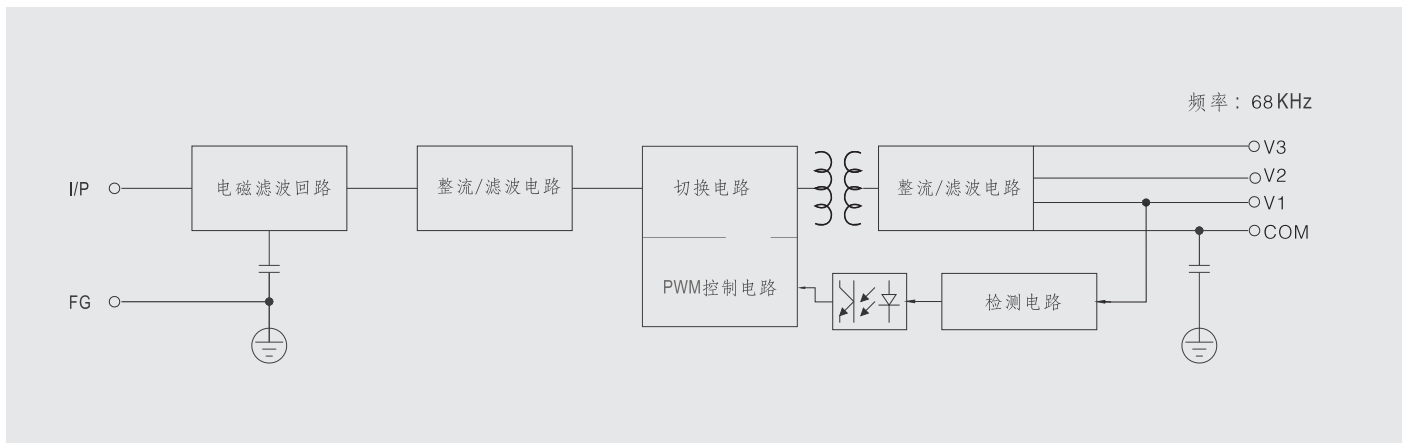 频率: 68KHz
I/P
电磁滤波回路
整流/滤波电路
切换电路
整流/滤波电路
V3
V2
V1
COM
FG
PWM控制电路
检测电路